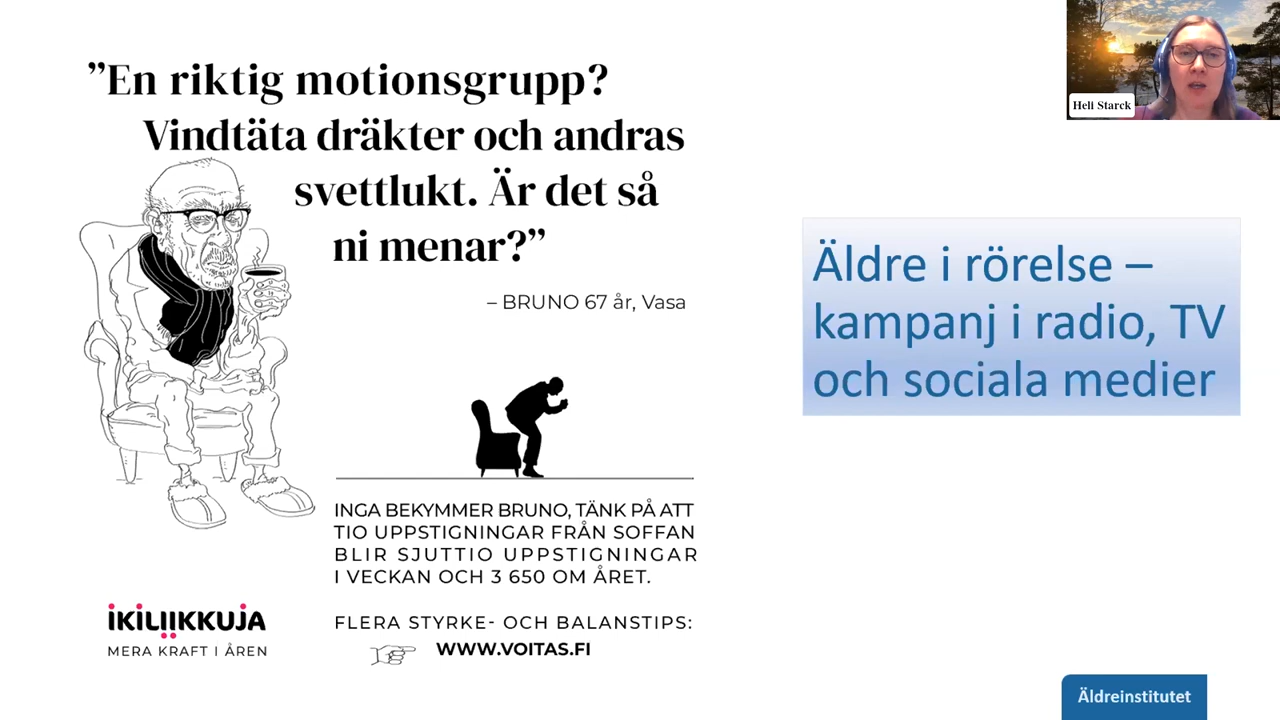 ”En riktig motionsgrupp?
Vindtäta dräkter och andras
svettlukt. Är det så
ni menar?”
– BRUNO 67 år, Vasa
INGA BEKYMMER BRUNO, TÄNK PÅ ATT
TIO UPPSTIGNINGAR FRÅN SOFFAN
BLIR SJUTTIO UPPSTIGNINGAR
I VECKAN OCH 3 650 OM ÅRET.
FLERA STYRKE- OCH BALANSTIPS:
WWW.VOITAS.FI
iKiLiiKKUjA
MERA KRAFT I ÅREN
Heli Starck
Äldre i rörelse –
kampanj i radio, TV
och sociala medier
Äldreinstitutet